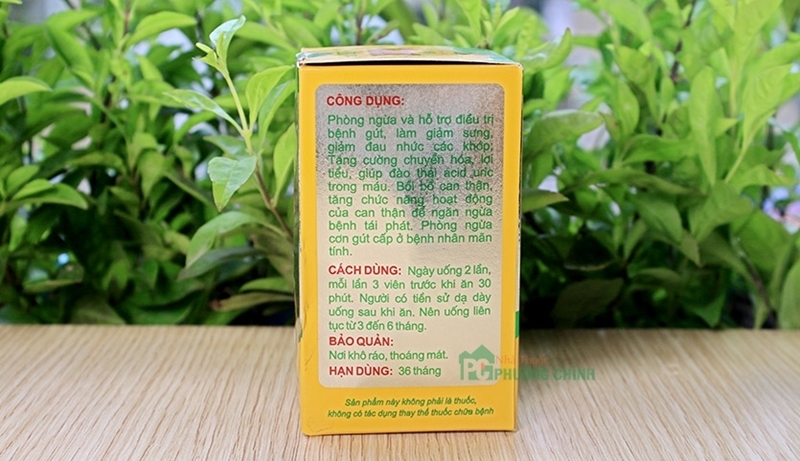 CÔNG DỤNG:
Phòng ngừa và hỗ trợ điều trị
bệnh gút, làm giảm sưng,
giảm đau nhức các khớp.
Tăng cường chuyển hóa, lợi
tiểu, giúp đào thải acid uric
trong máu. Bồi bổ can thận,
tăng chức năng hoạt động
của can thận để ngăn ngừa
bệnh tái phát. Phòng ngừa
cơn gút cấp ở bệnh nhân mãn
tính.
CÁCH DÙNG: Ngày uống 2 lần,
mỗi lần 3 viên trước khi ăn 30
phút. Người có tiền sử dạ dày
uống sau khi ăn. Nên uống liên
tục từ 3 đến 6 tháng.
BẢO QUẢN:
Nơi khô ráo, thoáng mát.
HẠN DÙNG: 36 tháng
PC
PHƯƠNG CHINH
Sản phẩm này không phải là thuốc,
không có tác dụng thay thế thuốc chữa bệnh